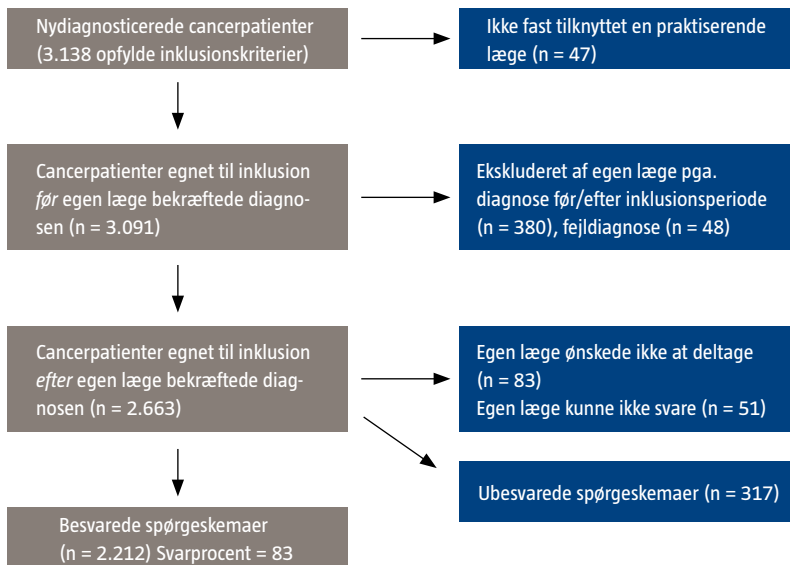 Nydiagnosticerede cancerpatienter
(3.138 opfylde inklusionskriterier)
Ikke fast tilknyttet en praktiserende
læge (n = 47)
Cancerpatienter egnet til inklusion
før egen læge bekræftede diagno-
sen (n = 3.091)
Ekskluderet af egen læge pga.
diagnose før/efter inklusionsperiode
(n = 380), fejldiagnose (n = 48)
Cancerpatienter egnet til inklusion
efter egen læge bekræftede diag-
nosen (n = 2.663)
Egen læge ønskede ikke at deltage
(n = 83)
Egen læge kunne ikke svare (n = 51)
Ubesvarede spørgeskemaer (n = 317)
Besvarede spørgeskemaer
(n = 2.212) Svarprocent = 83